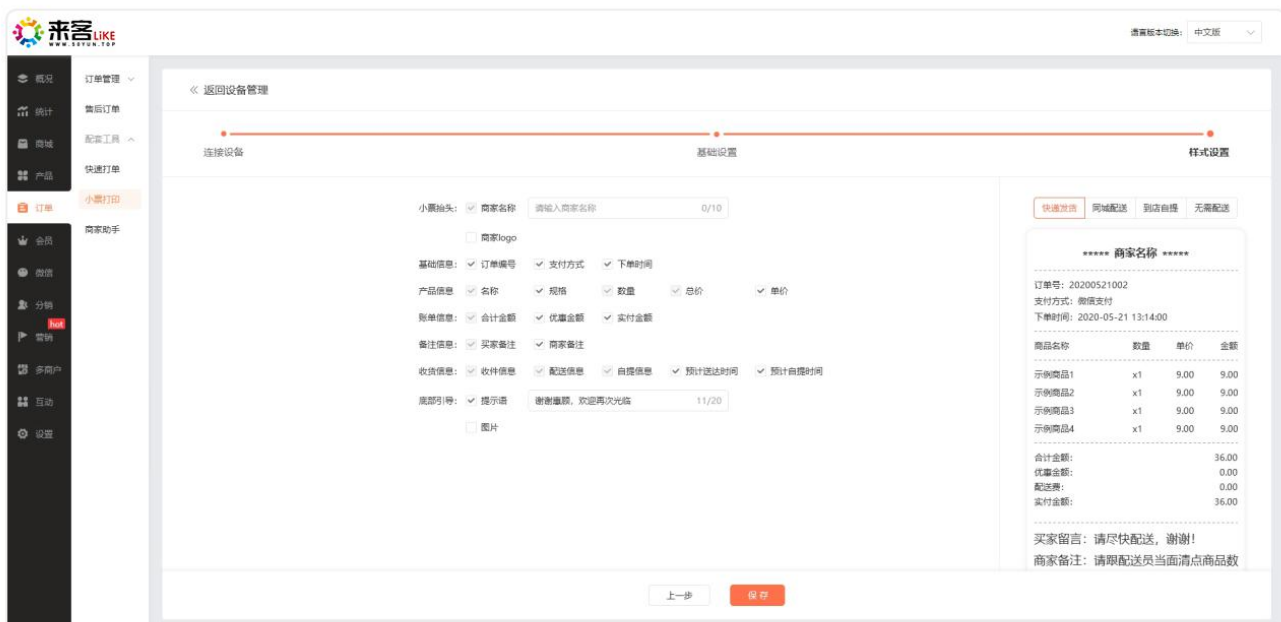 来客LiKE
WWW.SOYUN.TOP
语言版本切换： 中文版
概况
统计
商城
产品
订单
会员
微信
分销
hot
营销
多商户
互动
设置
订单管理
售后订单
配套工具
快速打单
小票打印
商家助手
« 返回设备管理
连接设备 基础设置 样式设置
小票抬头： 商家名称 请输入商家名称 0/10
商家logo
基础信息： 订单编号 支付方式 下单时间
产品信息 名称 规格 数量 总价 单价
账单信息： 合计金额 优惠金额 实付金额
备注信息： 买家备注 商家备注
收货信息： 收件信息 配送信息 自提信息 预计送达时间 预计自提时间
底部引导： 提示语 谢谢惠顾，欢迎再次光临 11/20
图片
快递发货 同城配送 到店自提 无需配送
***** 商家名称 *****
订单号：20200521002
支付方式：微信支付
下单时间：2020-05-21 13:14:00
商品名称 数量 单价 金额
示例商品1 x1 9.00 9.00
示例商品2 x1 9.00 9.00
示例商品3 x1 9.00 9.00
示例商品4 x1 9.00 9.00
合计金额： 36.00
优惠金额： 0.00
配送费： 0.00
实付金额： 36.00
买家留言：请尽快配送，谢谢！
商家备注：请跟配送员当面清点商品数
上一步 保存